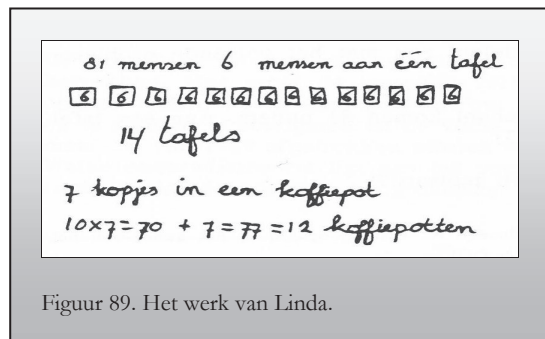 81 mensen 6 mensen aan één tafel
6 6 6 6 6 6 6 6 6 6 6 6 6 6
14 tafels
7 kopjes in een koffiepot
10x7=70 + 7=77=12 koffiepotten
Figuur 89. Het werk van Linda.